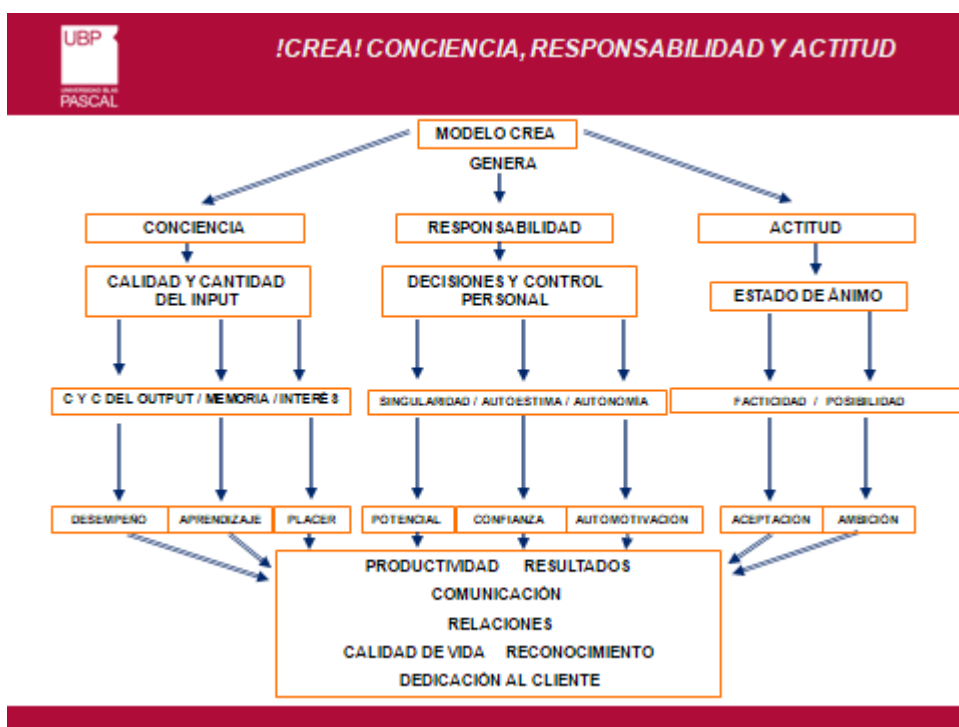 UBP
UNIVERSIDAD BLAS
PASCAL
!CREA! CONCIENCIA, RESPONSABILIDAD Y ACTITUD
MODELO CREA
GENERA
CONCIENCIA
RESPONSABILIDAD
ACTITUD
CALIDAD Y CANTIDAD
DEL INPUT
DECISIONES Y CONTROL
PERSONAL
ESTADO DE ÁNIMO
C Y C DEL OUTPUT / MEMORIA / INTERÉS
SINGULARIDAD / AUTOESTIMA / AUTONOMÍA
FACTICIDAD / POSIBILIDAD
DESEMPEÑO
APRENDIZAJE
PLACER
POTENCIAL
CONFIANZA
AUTOMOTIVACIÓN
ACEPTACIÓN
AMBICIÓN
PRODUCTIVIDAD RESULTADOS
COMUNICACIÓN
RELACIONES
CALIDAD DE VIDA RECONOCIMIENTO
DEDICACIÓN AL CLIENTE